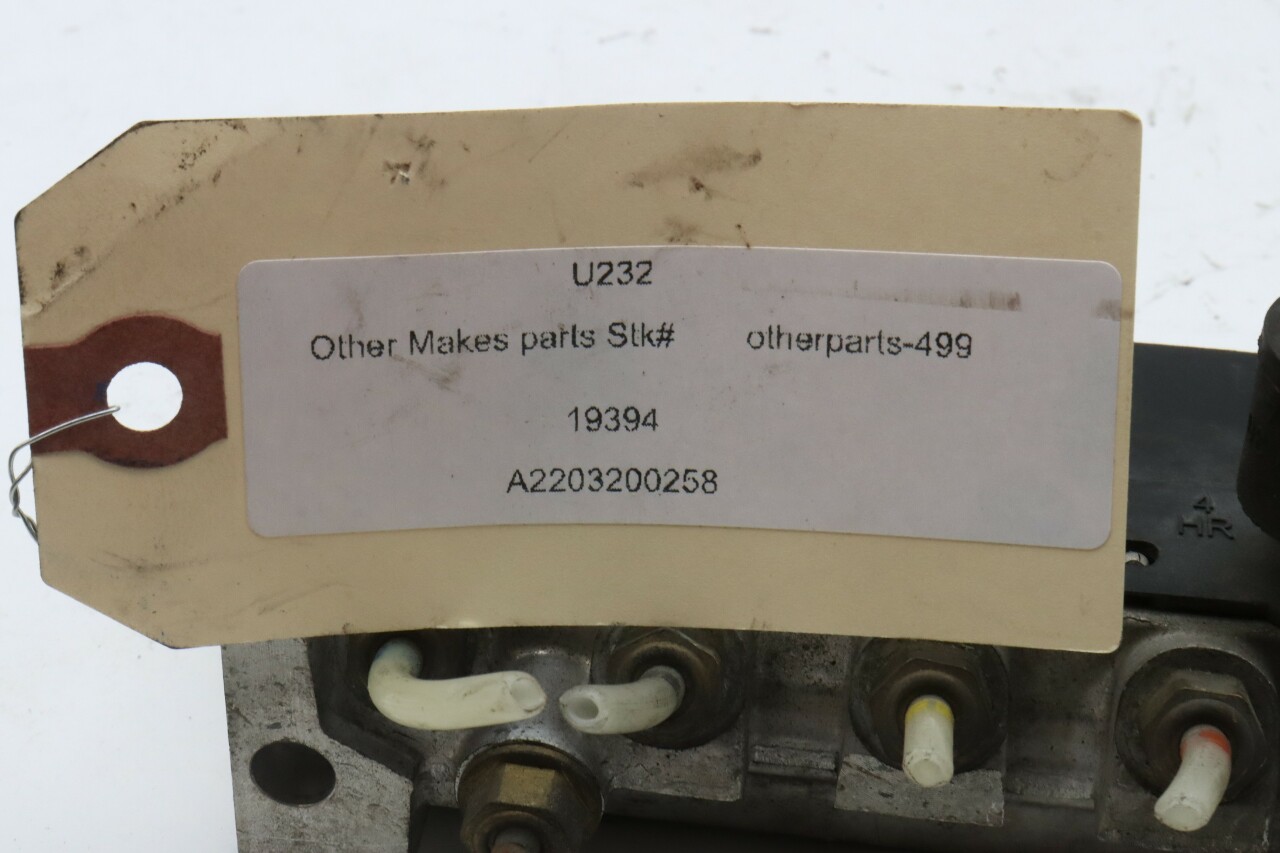 U232
Other Makes parts Stk# otherparts-499
19394
A2203200258
4
HR